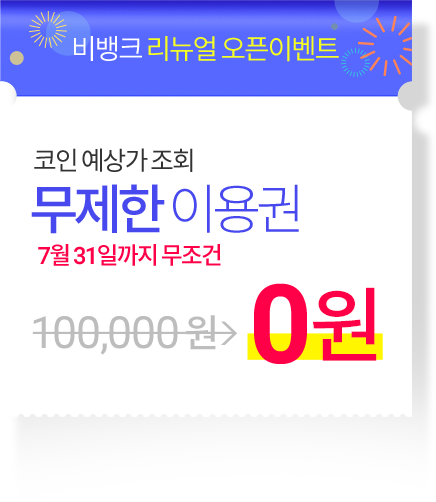 비뱅크 리뉴얼 오픈이벤트
코인 예상가 조회
무제한 이용권
7월 31일까지 무조건
100,000 원> 0원